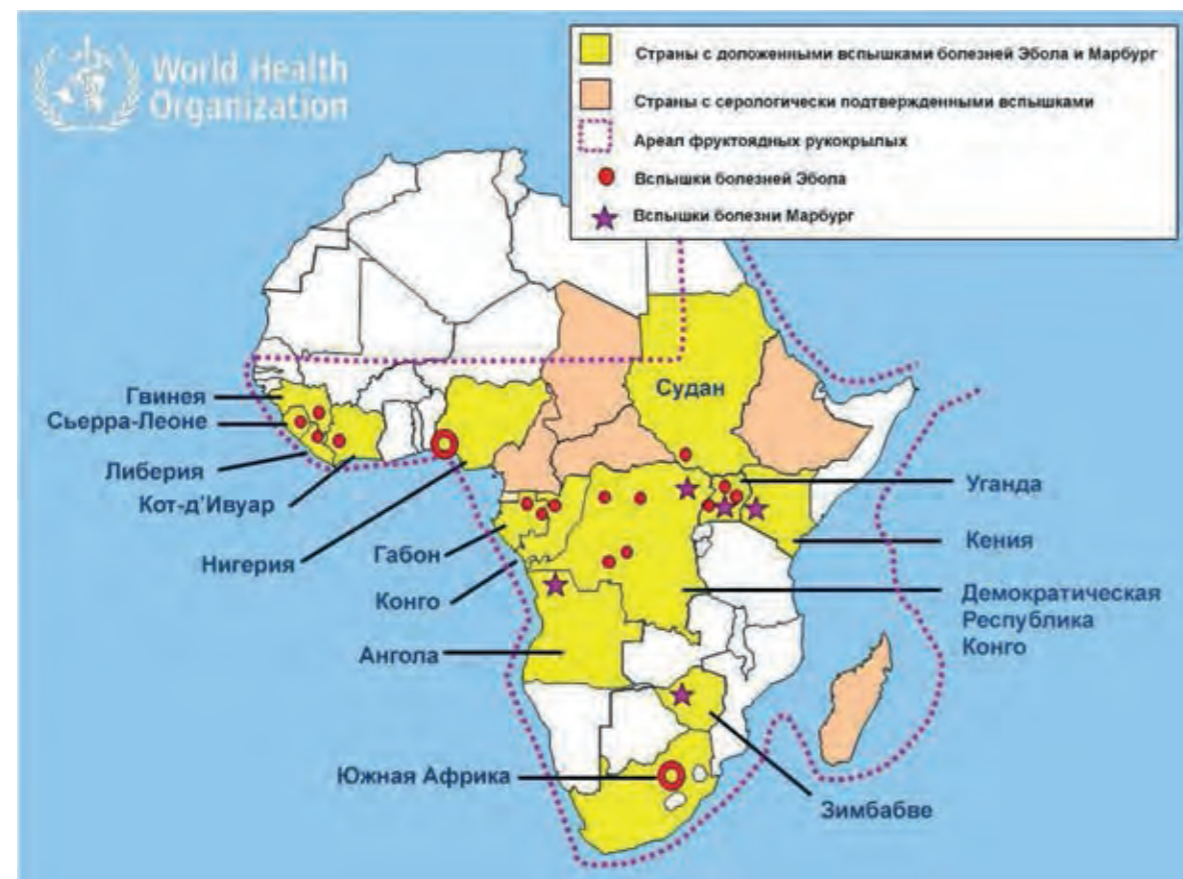 World Health
Organization
Страны с доложенными вспышками болезней Эбола и Марбург
Страны с серологически подтвержденными вспышками
Ареал фруктоядных рукокрылых
Вспышки болезней Эбола
Вспышки болезни Марбург
Судан
Гвинея
Сьерра-Леоне
Либерия
Кот-д'Ивуар
Нигерия
Габон
Конго
Ангола
Южная Африка
Уганда
Кения
Демократическая
Республика
Конго
Зимбабве